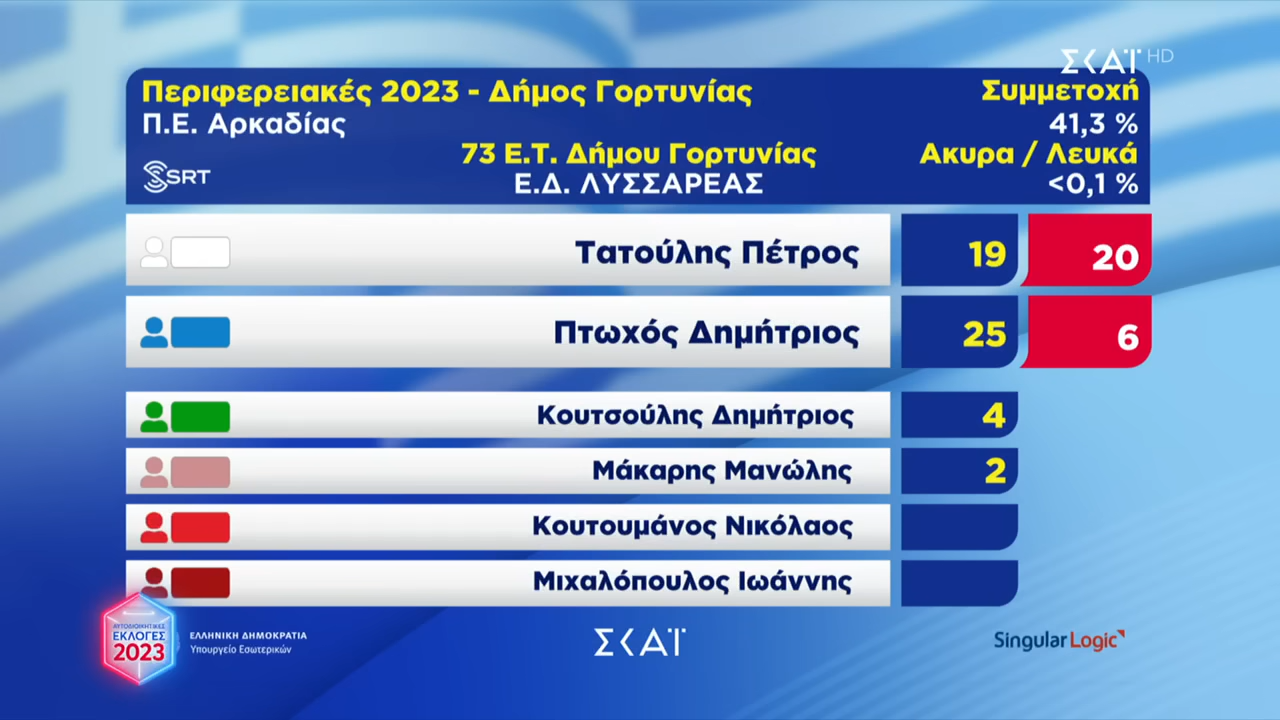 ΣΚΑΪ HD
Περιφερειακές 2023 - Δήμος Γορτυνίας
Συμμετοχή
Π.Ε. Αρκαδίας
41,3 %
73 Ε.Τ. Δήμου Γορτυνίας
Ακυρα / Λευκά
SRT
Ε.Δ. ΛΥΣΣΑΡΕΑΣ
<0,1 %
Τατούλης Πέτρος 19 20
Πτωχός Δημήτριος 25 6
Κουτσούλης Δημήτριος 4
Μάκαρης Μανώλης 2
Κουτουμάνος Νικόλαος
Μιχαλόπουλος Ιωάννης
ΑΥΤΟΔΙΟΙΚΗΤΙΚΕΣ
ΕΚΛΟΓΕΣ
2023
ΕΛΛΗΝΙΚΗ ΔΗΜΟΚΡΑΤΙΑ
Υπουργείο Εσωτερικών
ΣΚΑΪ
SingularLogic